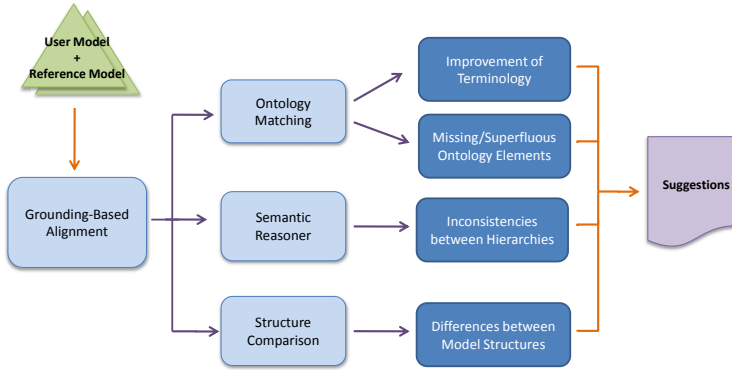 User Model
+
Reference Model
Grounding-Based
Alignment
Ontology
Matching
Semantic
Reasoner
Structure
Comparison
Improvement of
Terminology
Missing/Superfluous
Ontology Elements
Inconsistencies
between Hierarchies
Differences between
Model Structures
Suggestions